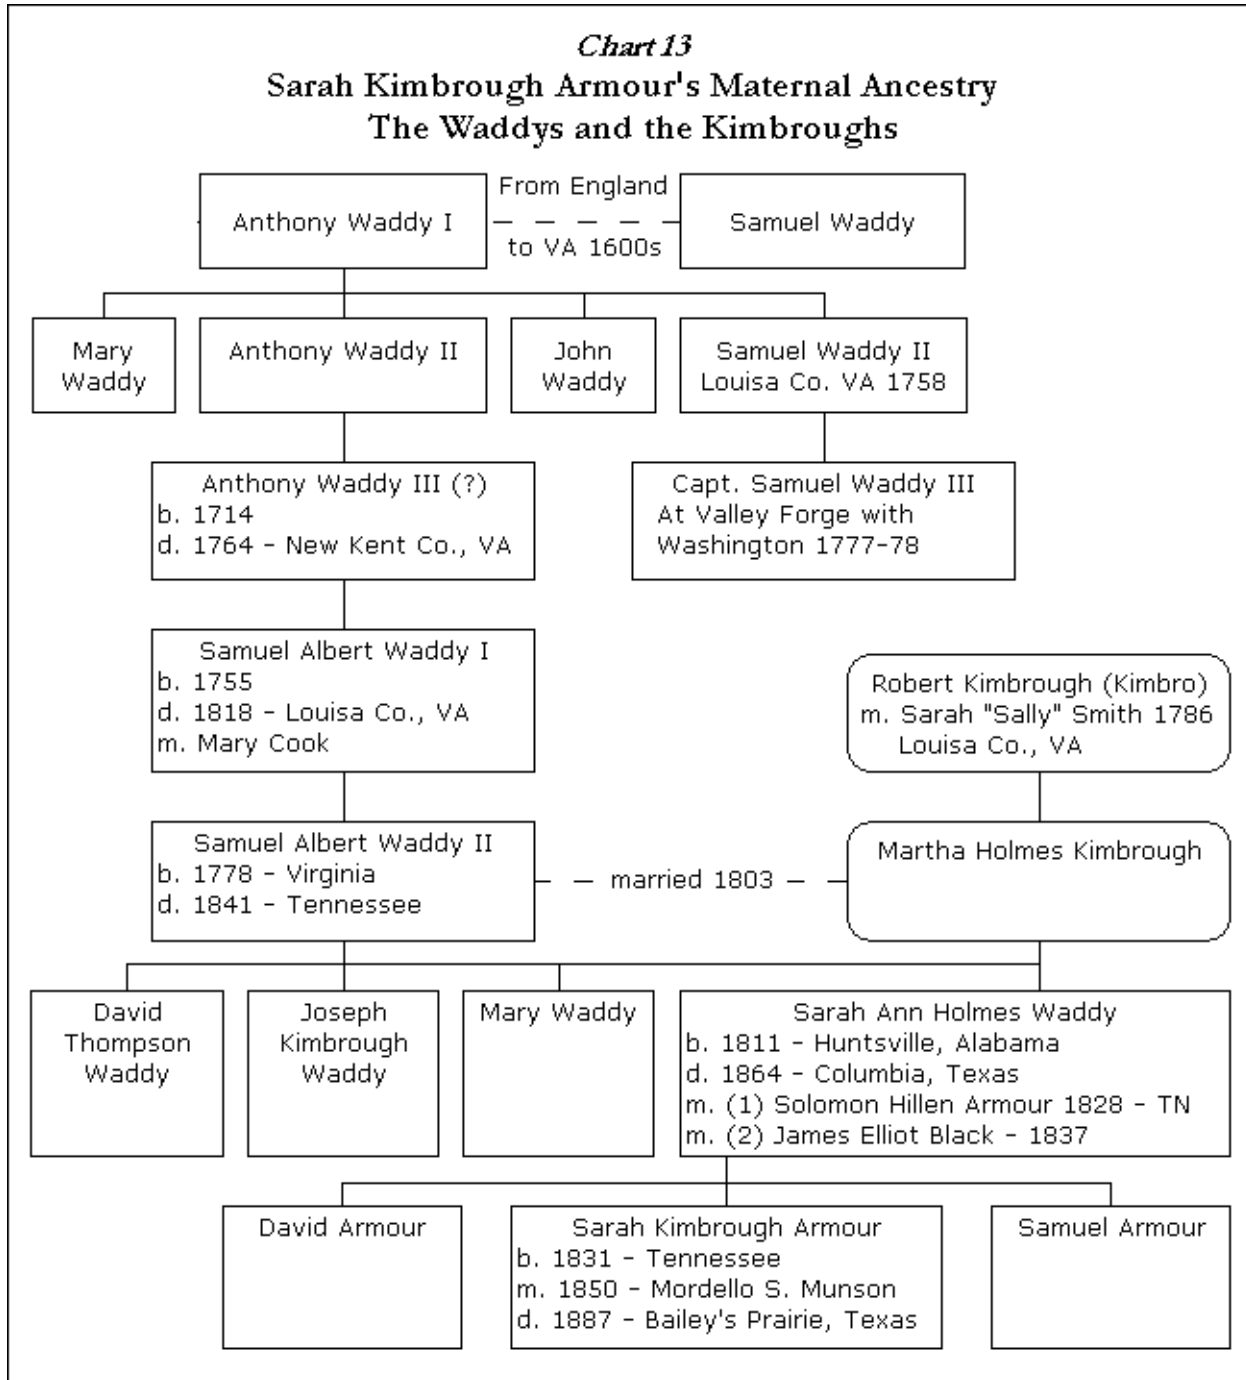 Chart 13
Sarah Kimbrough Armour's Maternal Ancestry
The Waddys and the Kimbroughs
Anthony Waddy I
From England
to VA 1600s
Samuel Waddy
Mary
Waddy
Anthony Waddy II
John
Waddy
Samuel Waddy II
Louisa Co. VA 1758
Anthony Waddy III (?)
b. 1714
d. 1764 - New Kent Co., VA
Capt. Samuel Waddy III
At Valley Forge with
Washington 1777-78
Samuel Albert Waddy I
b. 1755
d. 1818 - Louisa Co., VA
m. Mary Cook
Robert Kimbrough (Kimbro)
m. Sarah "Sally" Smith 1786
Louisa Co., VA
Samuel Albert Waddy II
b. 1778 - Virginia
d. 1841 - Tennessee
married 1803
Martha Holmes Kimbrough
David
Thompson
Waddy
Joseph
Kimbrough
Waddy
Mary Waddy
Sarah Ann Holmes Waddy
b. 1811 - Huntsville, Alabama
d. 1864 - Columbia, Texas
m. (1) Solomon Hillen Armour 1828 - TN
m. (2) James Elliot Black - 1837
David Armour
Sarah Kimbrough Armour
b. 1831 - Tennessee
m. 1850 - Mordello S. Munson
d. 1887 - Bailey's Prairie, Texas
Samuel Armour